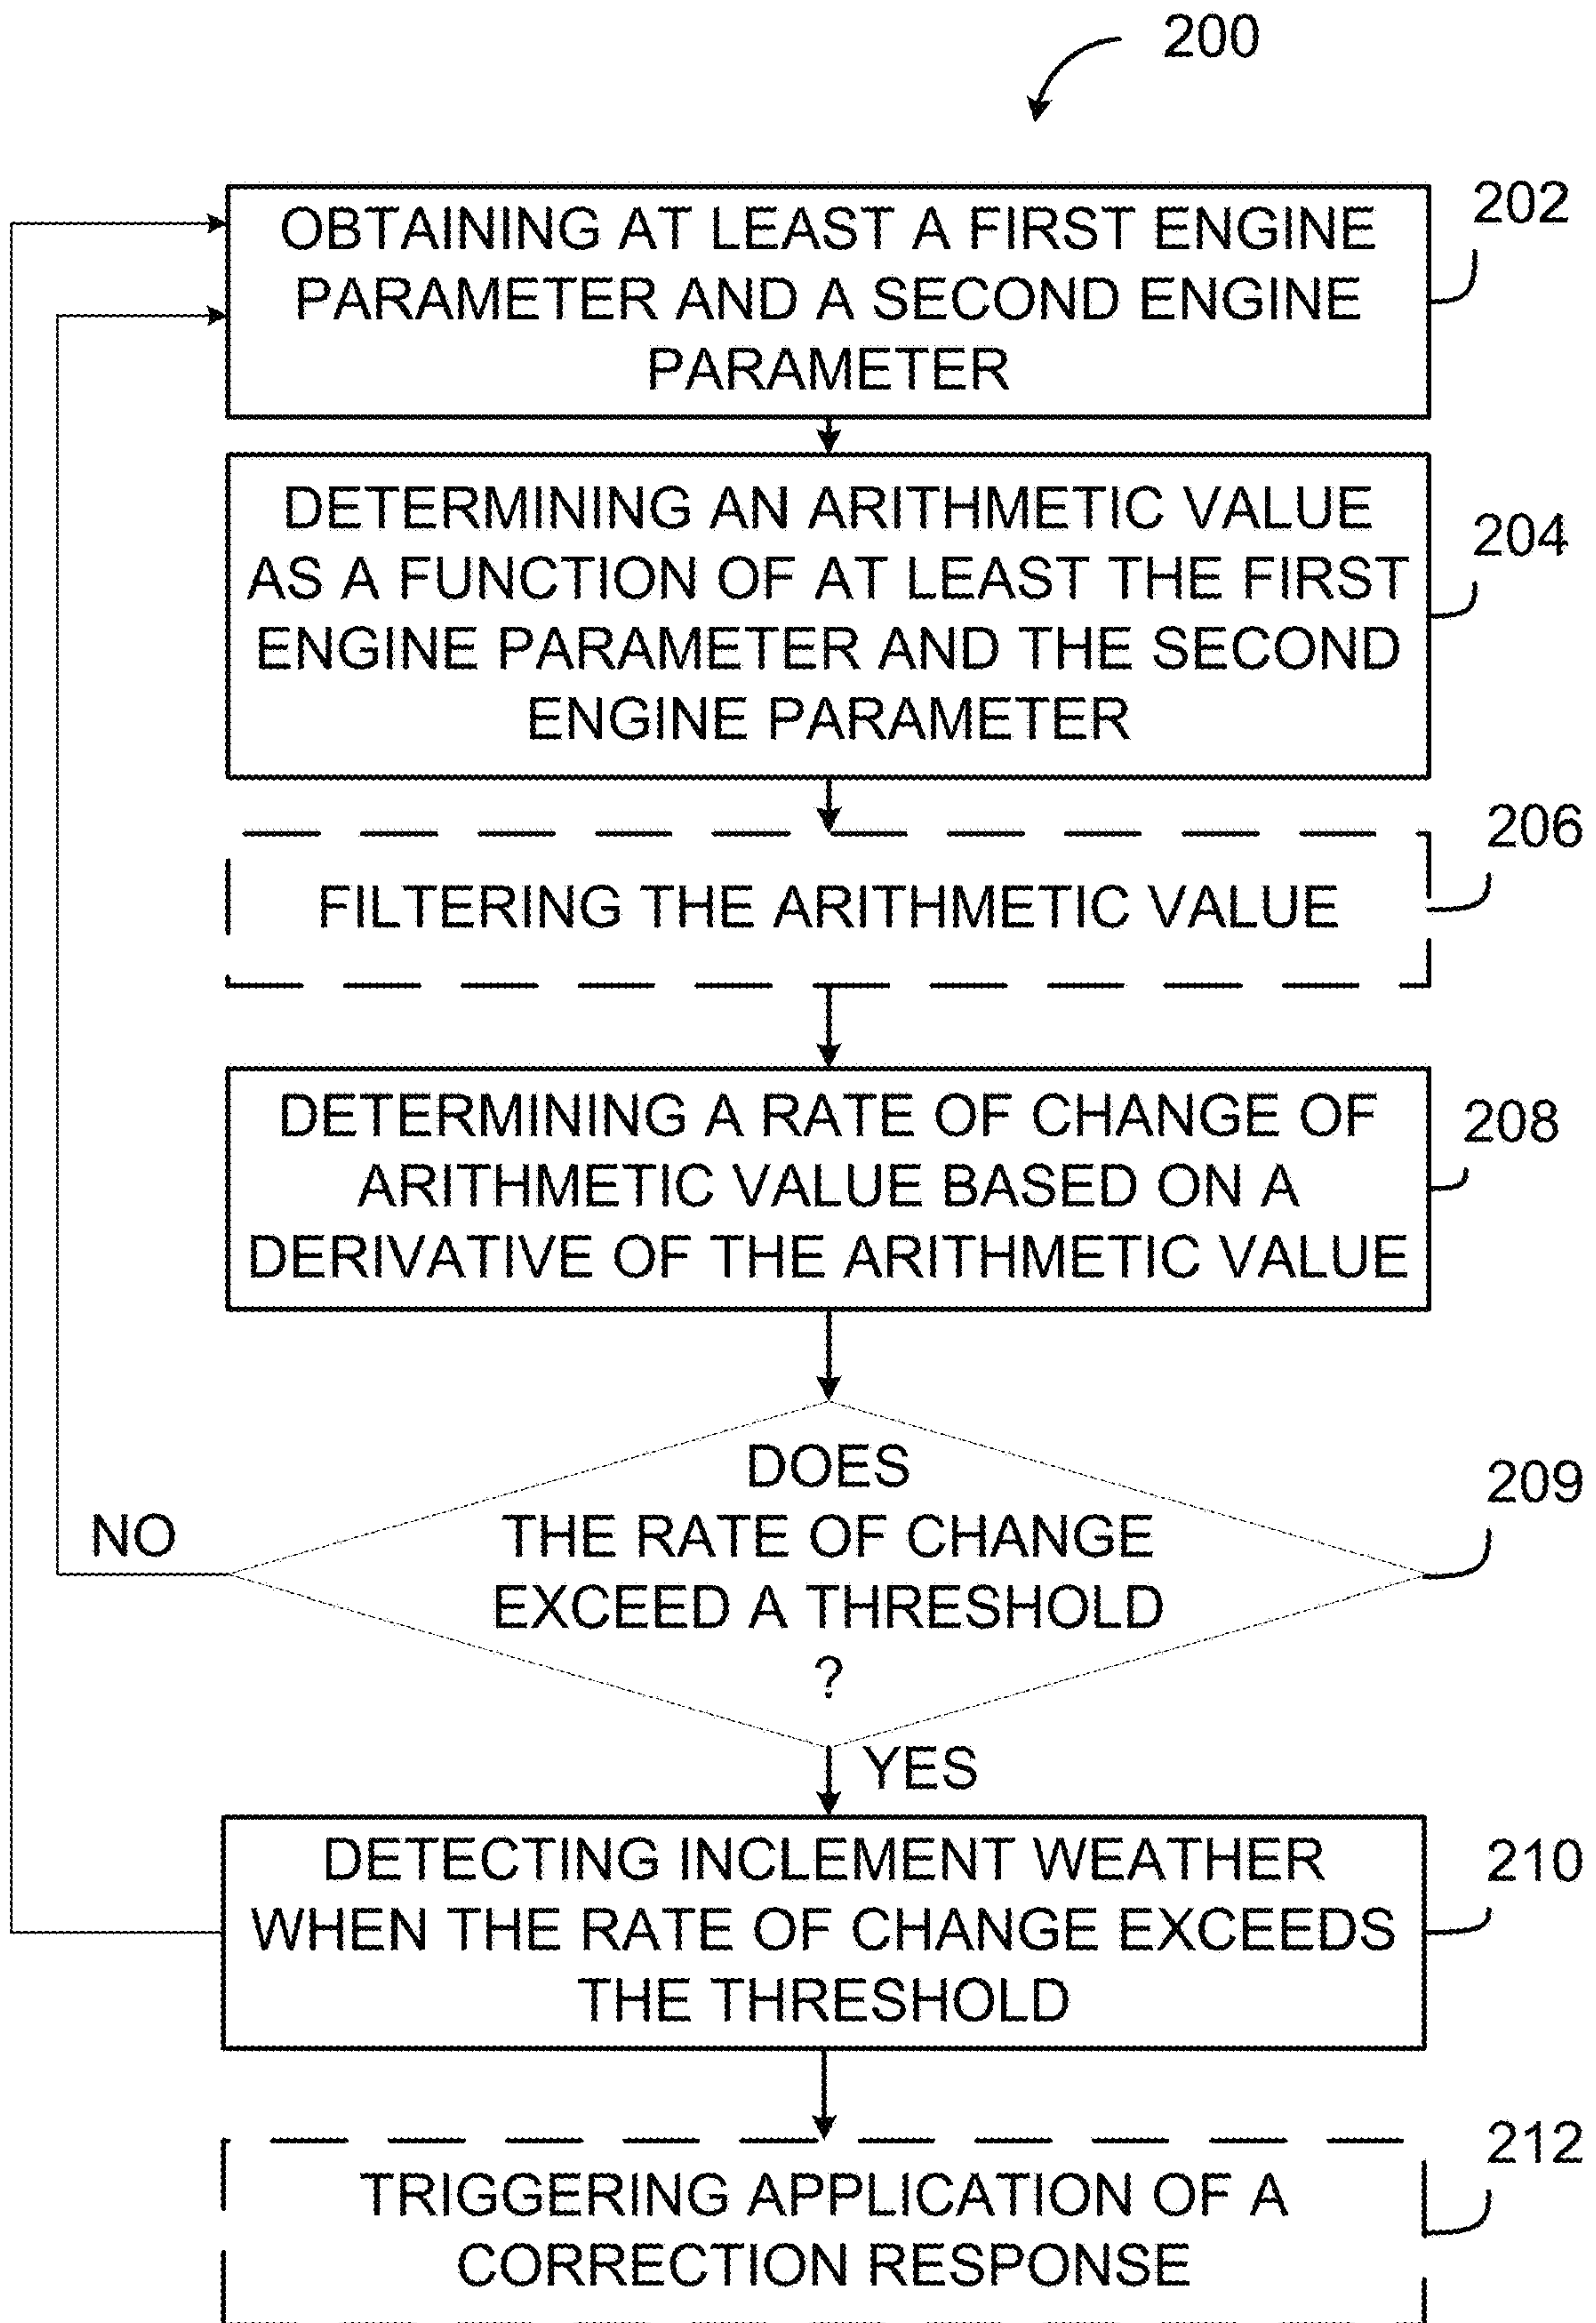 200
OBTAINING AT LEAST A FIRST ENGINE
PARAMETER AND A SECOND ENGINE
PARAMETER
202
DETERMINING AN ARITHMETIC VALUE
AS A FUNCTION OF AT LEAST THE FIRST
ENGINE PARAMETER AND THE SECOND
ENGINE PARAMETER
204
FILTERING THE ARITHMETIC VALUE
206
DETERMINING A RATE OF CHANGE OF
ARITHMETIC VALUE BASED ON A
DERIVATIVE OF THE ARITHMETIC VALUE
208
DOES
THE RATE OF CHANGE
EXCEED A THRESHOLD
?
209
NO
YES
DETECTING INCLEMENT WEATHER
WHEN THE RATE OF CHANGE EXCEEDS
THE THRESHOLD
210
TRIGGERING APPLICATION OF A
CORRECTION RESPONSE
212